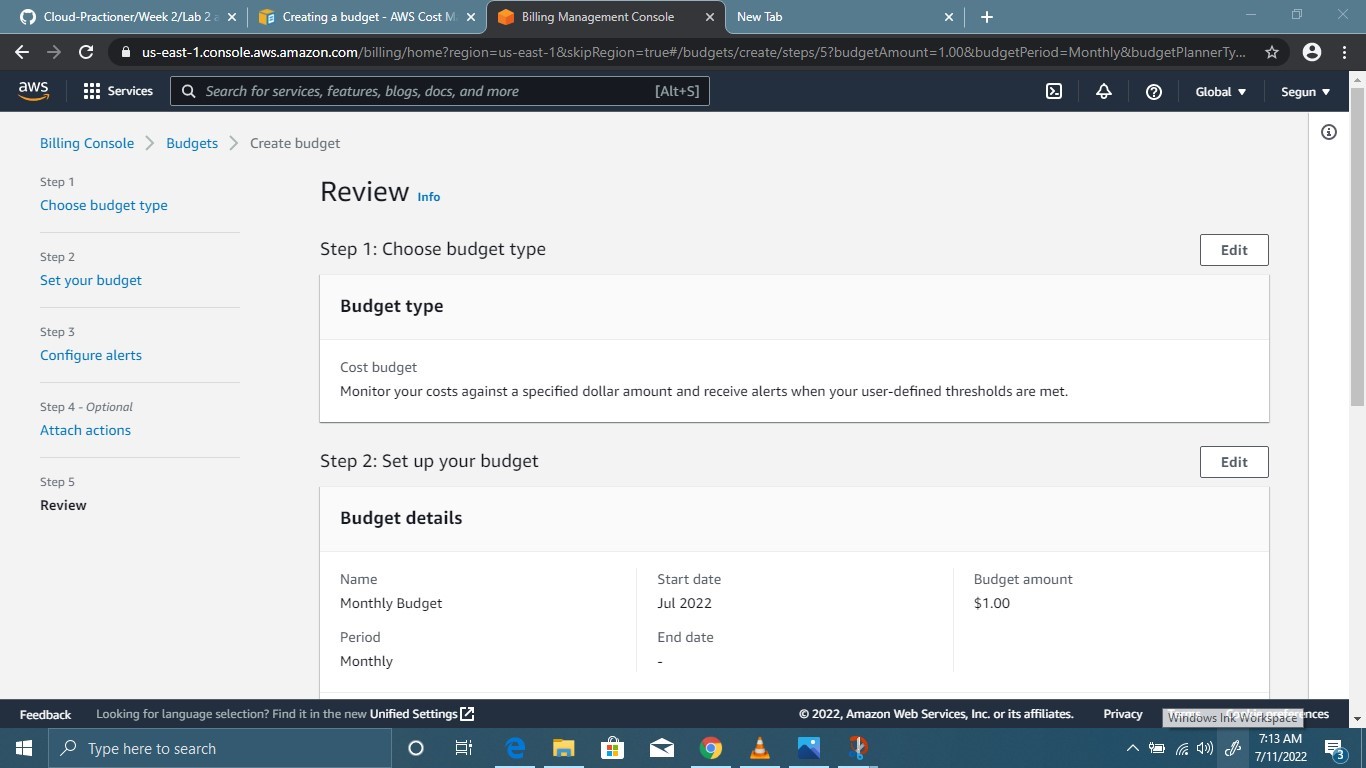 Cloud-Practioner/Week 2/Lab 2 a
Creating a budget - AWS Cost M
Billing Management Console
New Tab
us-east-1.console.aws.amazon.com/billing/home?region=us-east-1&skipRegion=true#/budgets/create/steps/5?budgetAmount=1.00&budgetPeriod=Monthly&budgetPlannerTy...
aws
Services
Search for services, features, blogs, docs, and more
[Alt+S]
Global
Segun
Billing Console
Budgets
Create budget
Step 1
Choose budget type
Step 2
Set your budget
Step 3
Configure alerts
Step 4 - Optional
Attach actions
Step 5
Review
Review Info
Step 1: Choose budget type
Edit
Budget type
Cost budget
Monitor your costs against a specified dollar amount and receive alerts when your user-defined thresholds are met.
Step 2: Set up your budget
Edit
Budget details
Name
Monthly Budget
Period
Monthly
Start date
Jul 2022
End date
-
Budget amount
$1.00
Feedback
Looking for language selection? Find it in the new Unified Settings
© 2022, Amazon Web Services, Inc. or its affiliates.
Privacy
Windows Ink Workspace
Type here to search
7:13 AM
7/11/2022
3